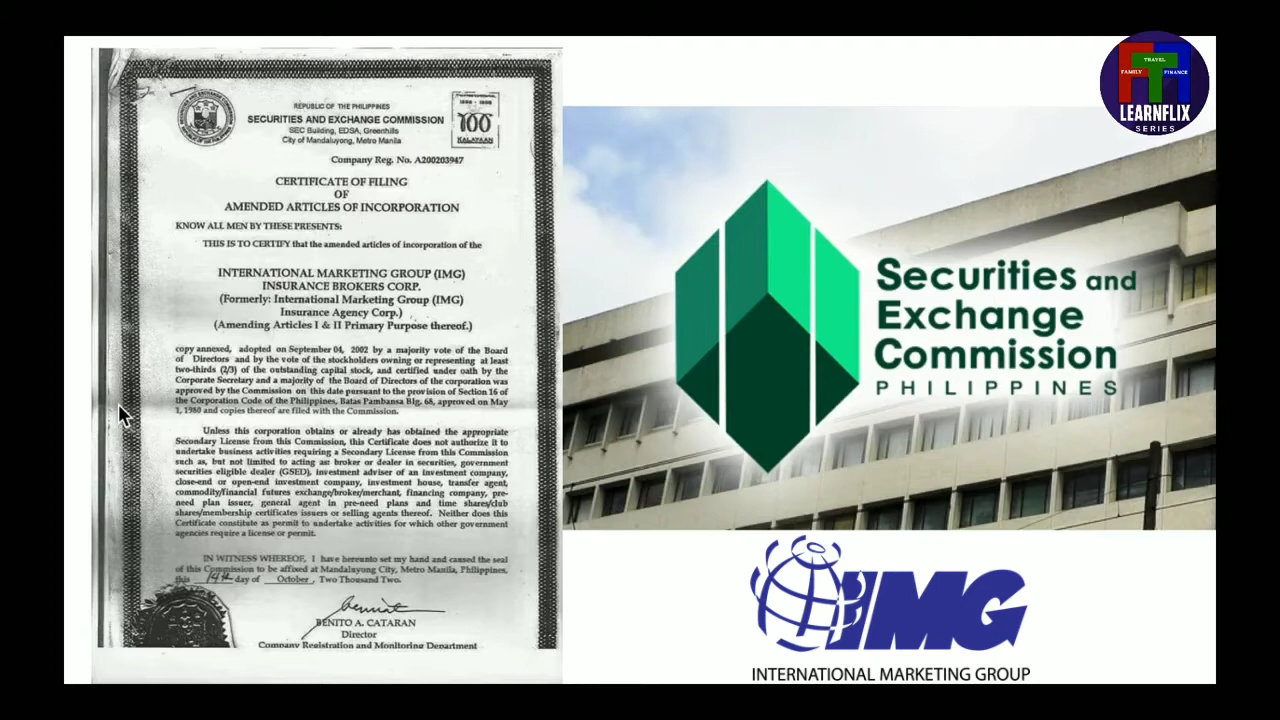 REPUBLIC OF THE PHILIPPINES
SECURITIES AND EXCHANGE COMMISSION
SEC Building, EDSA, Greenhills
City of Mandaluyong, Metro Manila
100
KALAYAAN
Company Reg. No. A200203947
CERTIFICATE OF FILING
OF
AMENDED ARTICLES OF INCORPORATION
KNOW ALL MEN BY THESE PRESENTS:
THIS IS TO CERTIFY that the amended articles of incorporation of the
INTERNATIONAL MARKETING GROUP (IMG)
INSURANCE BROKERS CORP.
(Formerly: International Marketing Group (IMG)
Insurance Agency Corp.)
(Amending Articles I & II Primary Purpose thereof.)
copy annexed, adopted on September 04, 2002 by a majority vote of the Board
of Directors and by the vote of the stockholders owning or representing at least
two-thirds (2/3) of the outstanding capital stock, and certified under oath by the
Corporate Secretary and a majority of the Board of Directors of the corporation was
approved by the Commission on this date pursuant to the provision of Section 16 of
the Corporation Code of the Philippines, Batas Pambansa Blg. 68, approved on May
1, 1980 and copies thereof are filed with the Commission.
Unless this corporation obtains or already has obtained the appropriate
Secondary License from this Commission, this Certificate does not authorize it to
undertake business activities requiring a Secondary License from this Commission
such as, but not limited to acting as: broker or dealer in securities, government
securities eligible dealer (GSED), investment adviser of an investment company,
close-end or open-end investment company, investment house, transfer agent,
commodity/financial futures exchange/broker/merchant, financing company, pre-
need plan issuer, general agent in pre-need plans and time shares/club
shares/membership certificates issuers or selling agents thereof. Neither does this
Certificate constitute as permit to undertake activities for which other government
agencies require a license or permit.
IN WITNESS WHEREOF, I have hereunto set my hand and caused the seal
of this Commission to be affixed at Mandaluyong City, Metro Manila, Philippines,
this 14th day of October, Two Thousand Two.
BENITO A. CATARAN
Director
Company Registration and Monitoring Department
Securities and
Exchange
Commission
PHILIPPINES
IMG
INTERNATIONAL MARKETING GROUP
TRAVEL
FAMILY
FINANCE
LEARNFLIX
SERIES